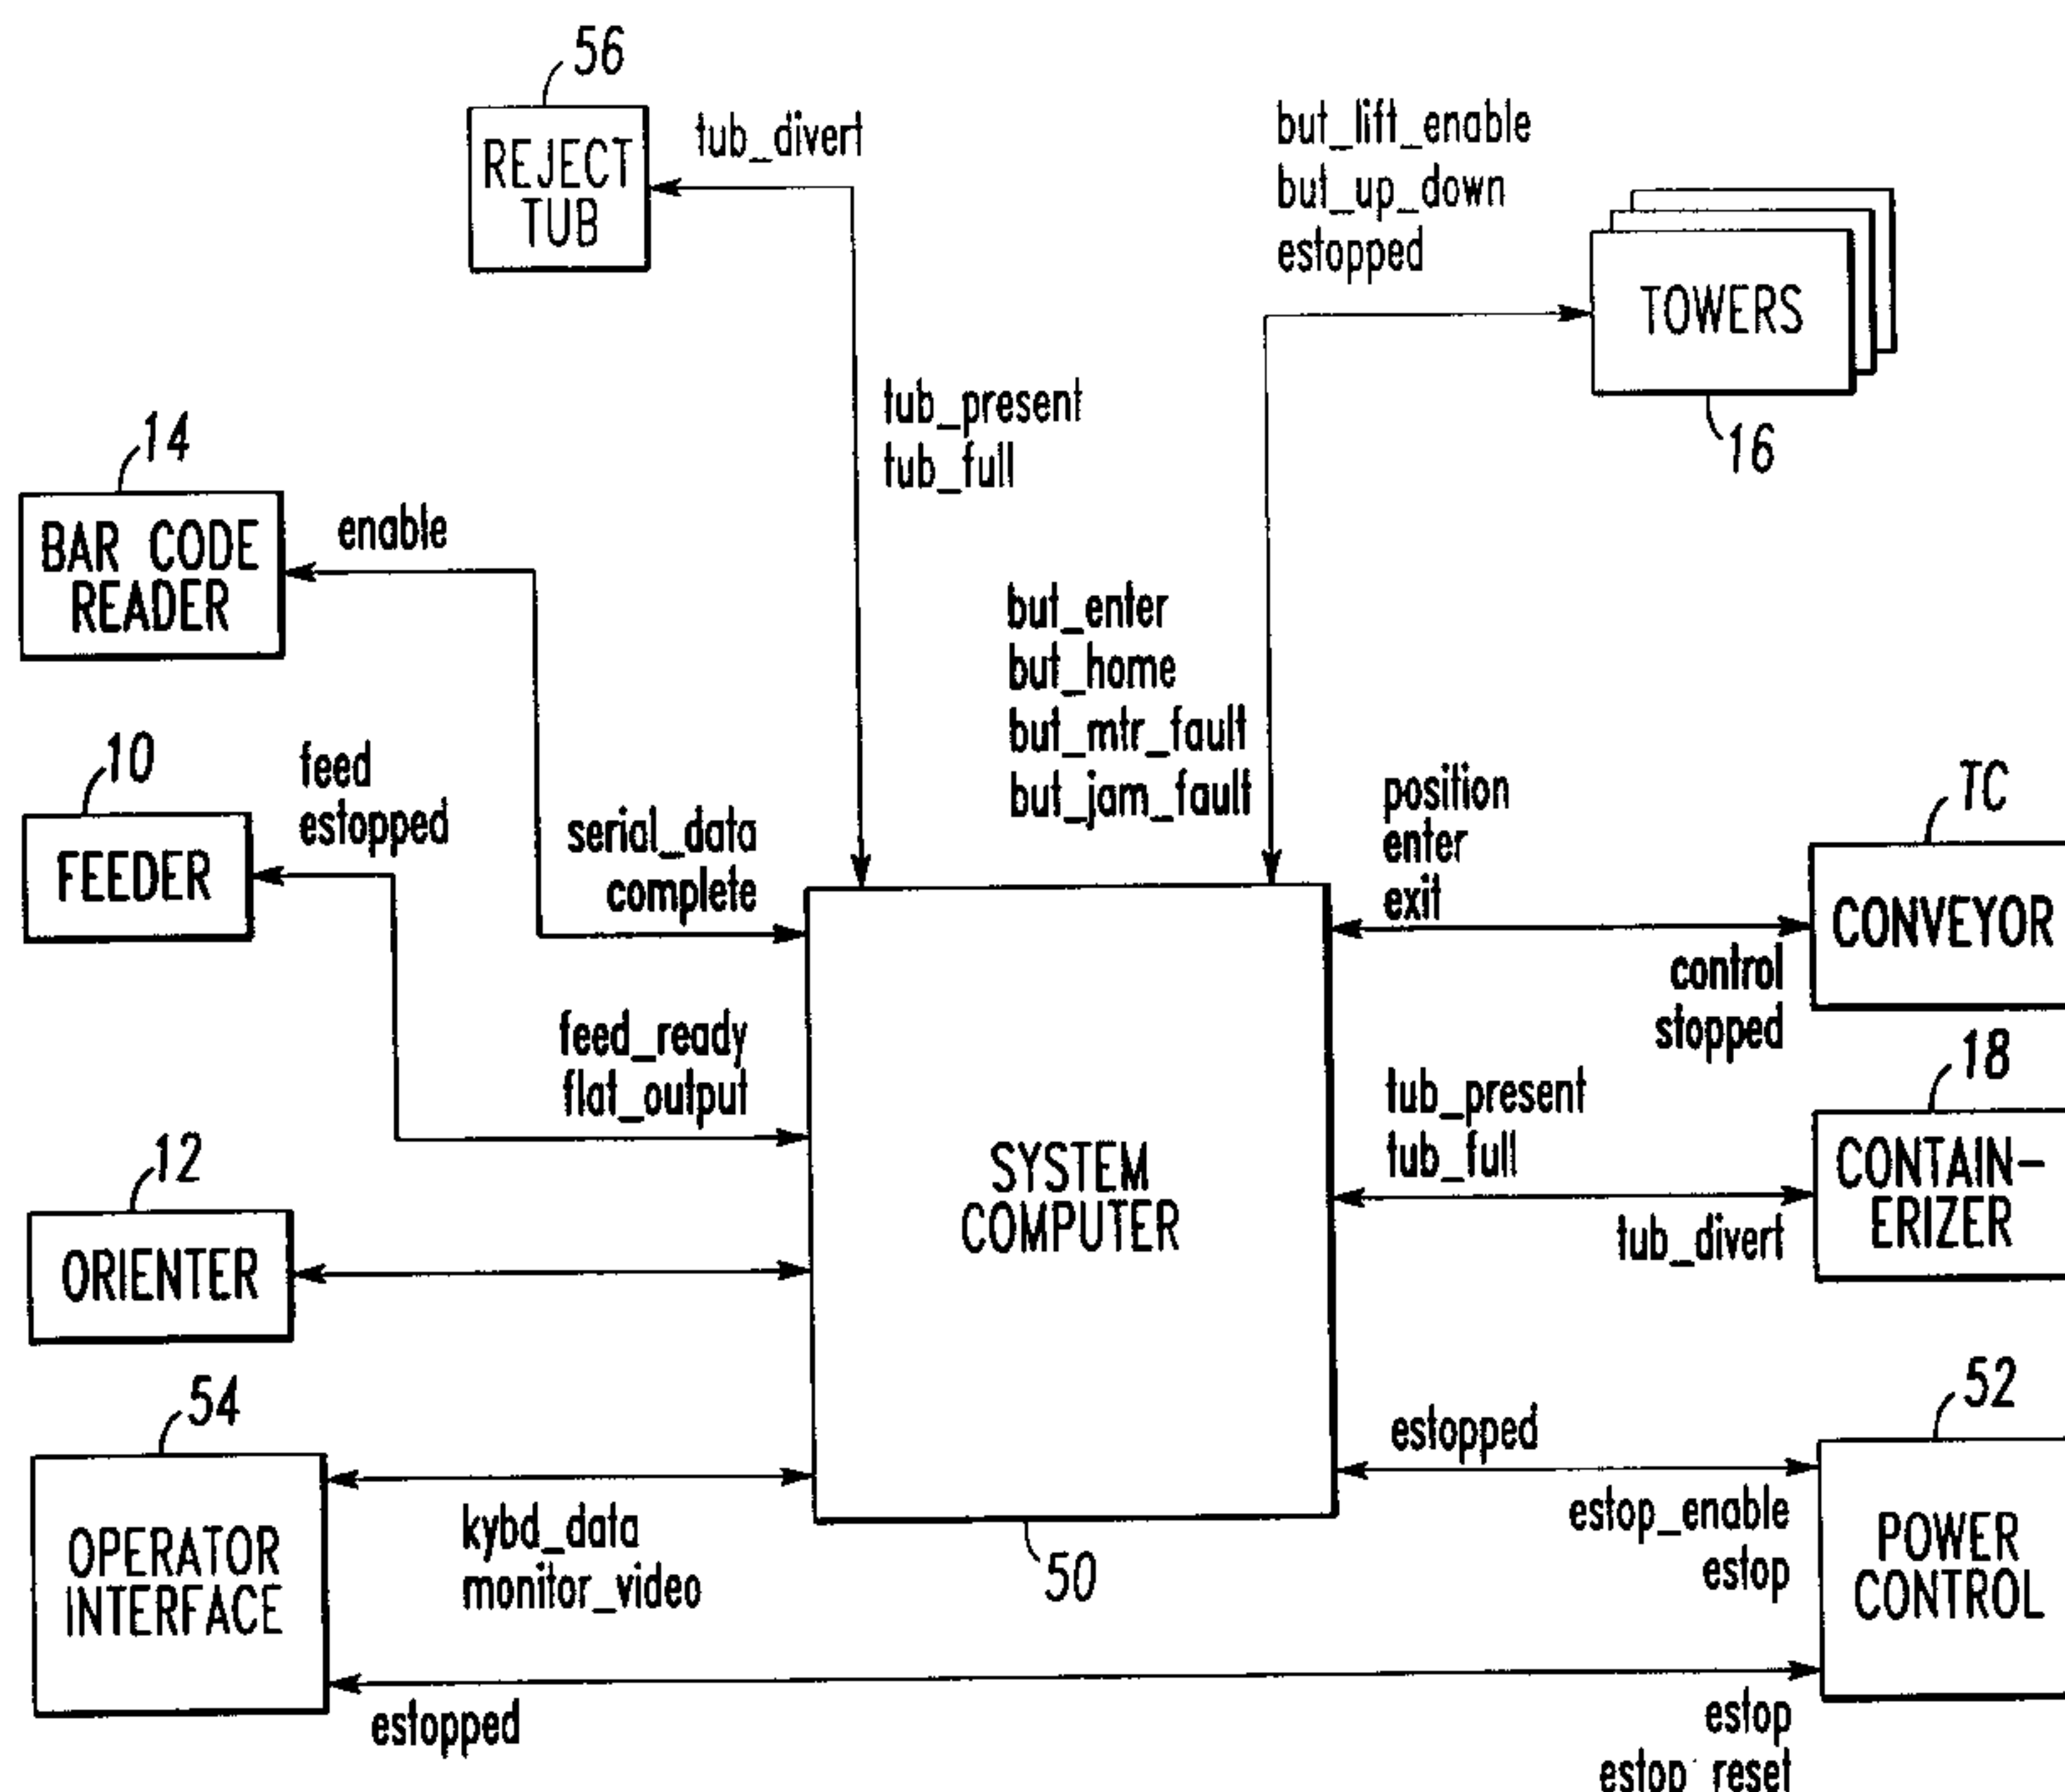 56
REJECT
TUB
tub_divert
but_lift_enable
but_up_down
estopped
TOWERS
16
tub_present
tub_full
14
BAR CODE
READER
enable
but_enter
but_home
but_mtr_fault
but_jam_fault
10
FEEDER
feed
estopped
serial_data
complete
position
enter
exit
TC
CONVEYOR
control
stopped
feed_ready
flat_output
12
ORIENTER
SYSTEM
COMPUTER
50
tub_present
tub_full
18
CONTAIN-
ERIZER
tub_divert
54
OPERATOR
INTERFACE
kybd_data
monitor_video
estopped
52
POWER
CONTROL
estop_enable
estop
estopped
estop
estop_reset